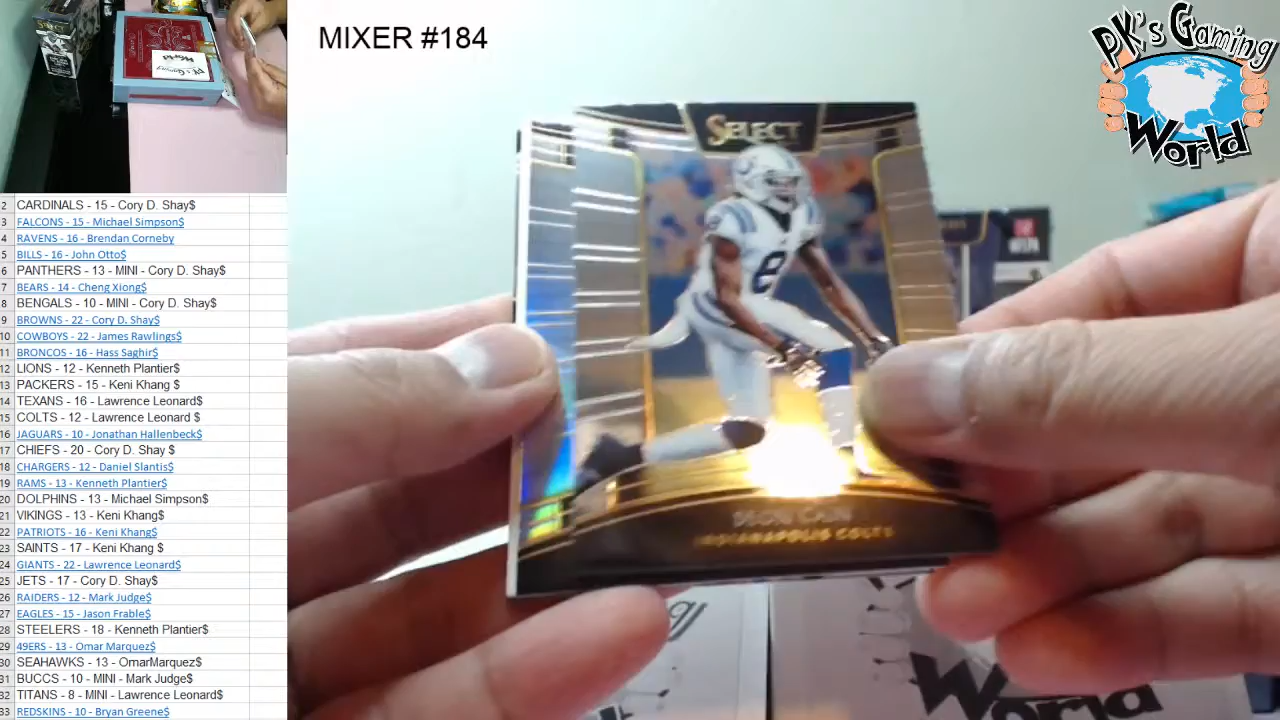 MIXER #184
PK's Gaming
World
SELECT
8
DEON CAIN
INDIANAPOLIS COLTS
2 CARDINALS - 15 - Cory D. Shay$
3 FALCONS - 15 - Michael Simpson$
4 RAVENS - 16 - Brendan Corneby
5 BILLS - 16 - John Otto$
6 PANTHERS - 13 - MINI - Cory D. Shay$
7 BEARS - 14 - Cheng Xiong$
8 BENGALS - 10 - MINI - Cory D. Shay$
9 BROWNS - 22 - Cory D. Shay$
10 COWBOYS - 22 - James Rawlings$
11 BRONCOS - 16 - Hass Saghir$
12 LIONS - 12 - Kenneth Plantier$
13 PACKERS - 15 - Keni Khang $
14 TEXANS - 16 - Lawrence Leonard$
15 COLTS - 12 - Lawrence Leonard $
16 JAGUARS - 10 - Jonathan Hallenbeck$
17 CHIEFS - 20 - Cory D. Shay $
18 CHARGERS - 12 - Daniel Slantis$
19 RAMS - 13 - Kenneth Plantier$
20 DOLPHINS - 13 - Michael Simpson$
21 VIKINGS - 13 - Keni Khang$
22 PATRIOTS - 16 - Keni Khang$
23 SAINTS - 17 - Keni Khang $
24 GIANTS - 22 - Lawrence Leonard$
25 JETS - 17 - Cory D. Shay$
26 RAIDERS - 12 - Mark Judge$
27 EAGLES - 15 - Jason Frable$
28 STEELERS - 18 - Kenneth Plantier$
29 49ERS - 13 - Omar Marquez$
30 SEAHAWKS - 13 - OmarMarquez$
31 BUCCS - 10 - MINI - Mark Judge$
32 TITANS - 8 - MINI - Lawrence Leonard$
33 REDSKINS - 10 - Bryan Greene$
World